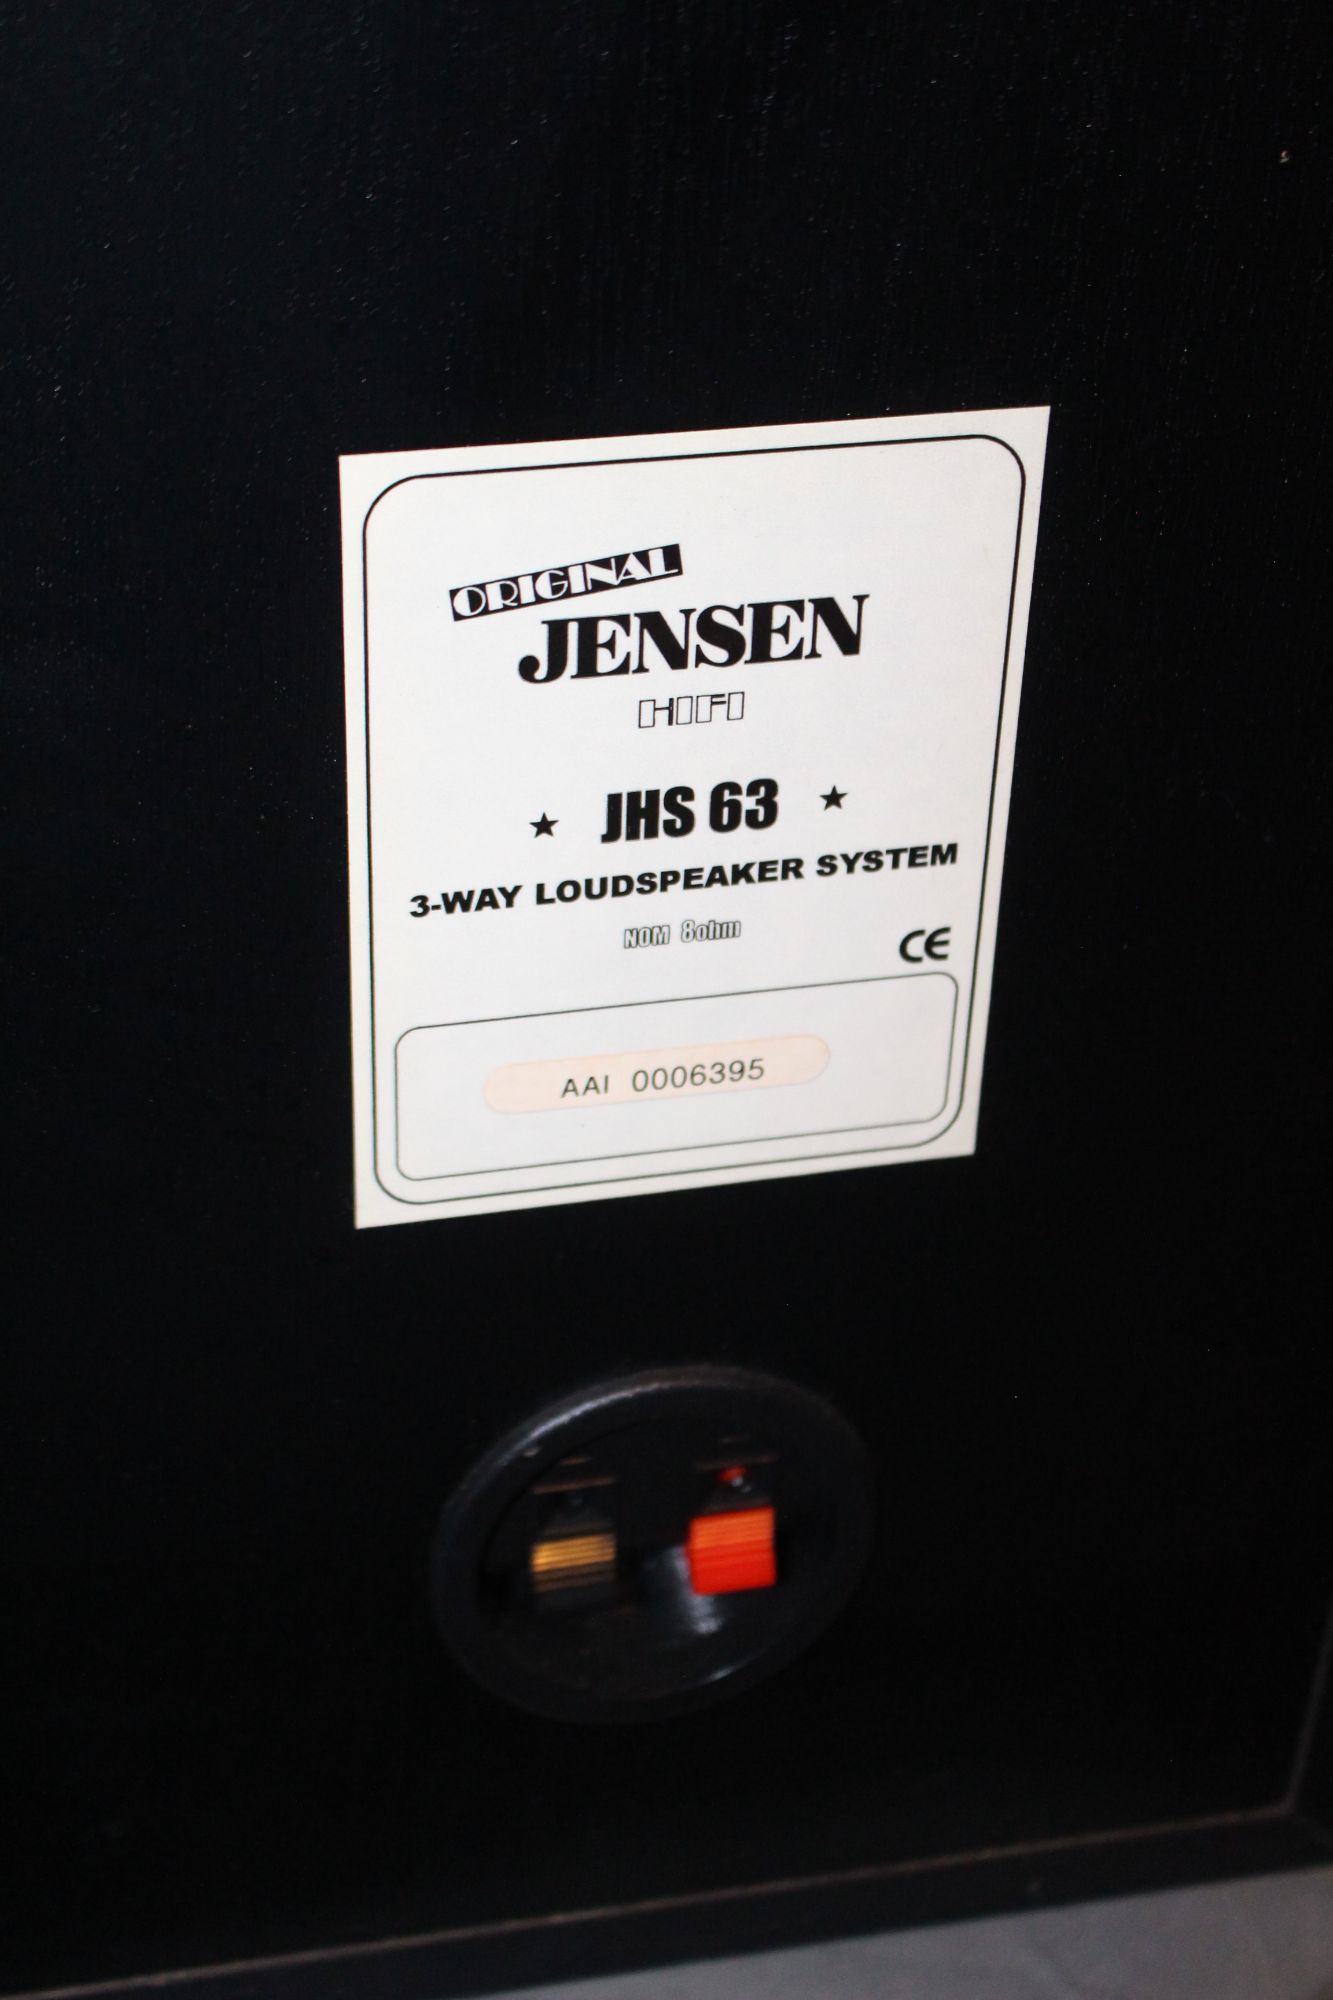 ORIGINAL
JENSEN
HIFI
★ JHS 63 ★
3-WAY LOUDSPEAKER SYSTEM
NOM 8ohm
CE
AAI 0006395